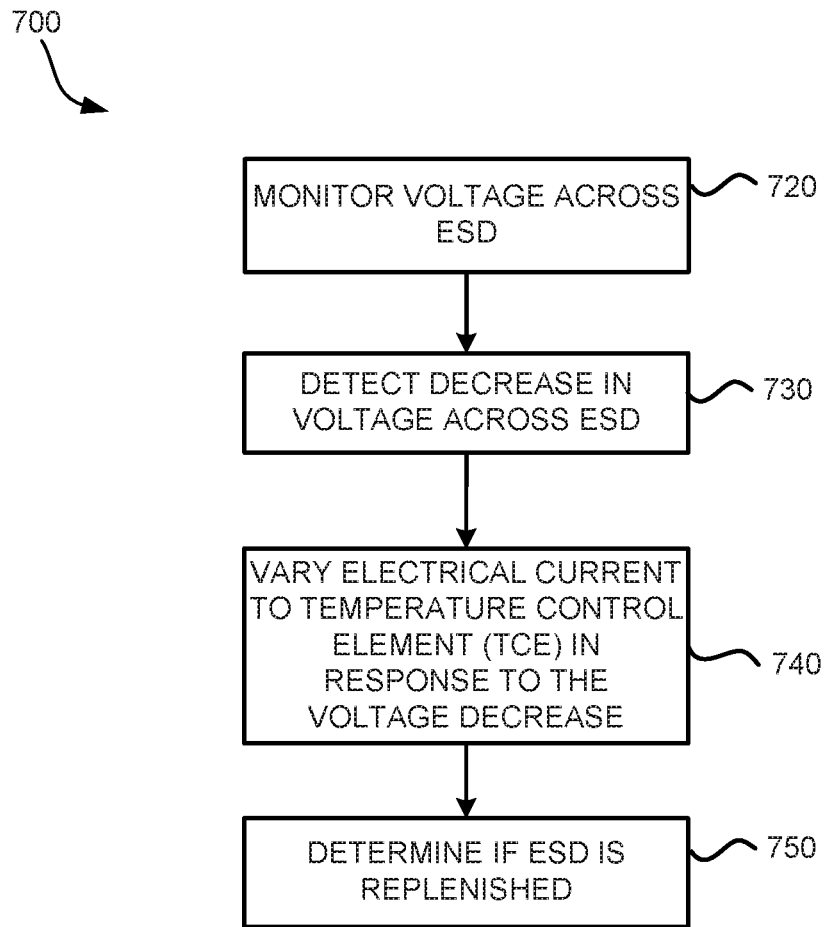 700
MONITOR VOLTAGE ACROSS
ESD
720
DETECT DECREASE IN
VOLTAGE ACROSS ESD
730
VARY ELECTRICAL CURRENT
TO TEMPERATURE CONTROL
ELEMENT (TCE) IN
RESPONSE TO THE
VOLTAGE DECREASE
740
DETERMINE IF ESD IS
REPLENISHED
750